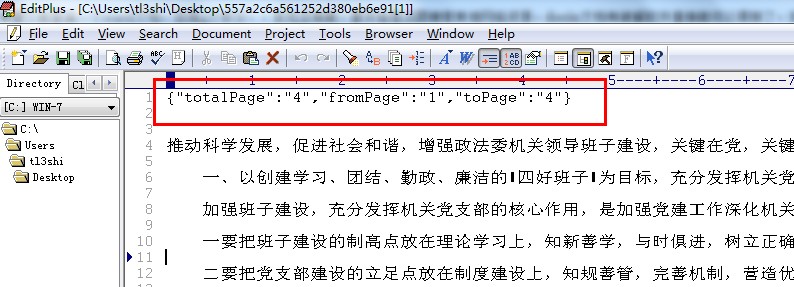 EditPlus - [C:\Users\tl3shi\Desktop\557a2c6a561252d380eb6e91[1]]
File Edit View Search Document Project Tools Browser Window Help
Directory Cl
[C:] WIN-7
C:\
Users
tl3shi
Desktop
1 2 3 4 5 6 7
1 {"totalPage":"4","fromPage":"1","toPage":"4"}
2
3
4 推动科学发展，促进社会和谐，增强政法委机关领导班子建设，关键在党，关键
5
6 一、以创建学习、团结、勤政、廉洁的 四好班子 为目标，充分发挥机关党
7
8 加强班子建设，充分发挥机关党支部的核心作用，是加强党建工作深化机关
9
10 一要把班子建设的制高点放在理论学习上，知新善学，与时俱进，树立正确
11
12 二要把党支部建设的立足点放在制度建设上，知规善管，完善机制，营造优